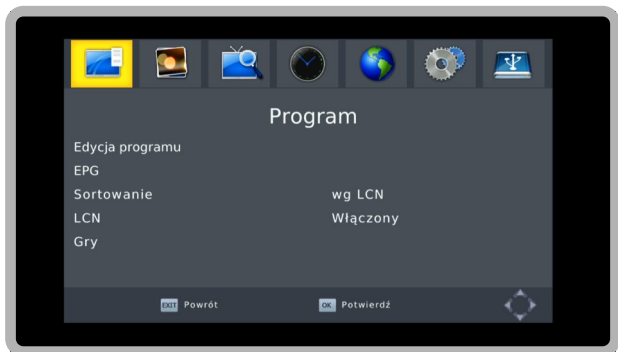 Program
Edycja programu
EPG
Sortowanie wg LCN
LCN Włączony
Gry
EXIT Powrót OK Potwierdź